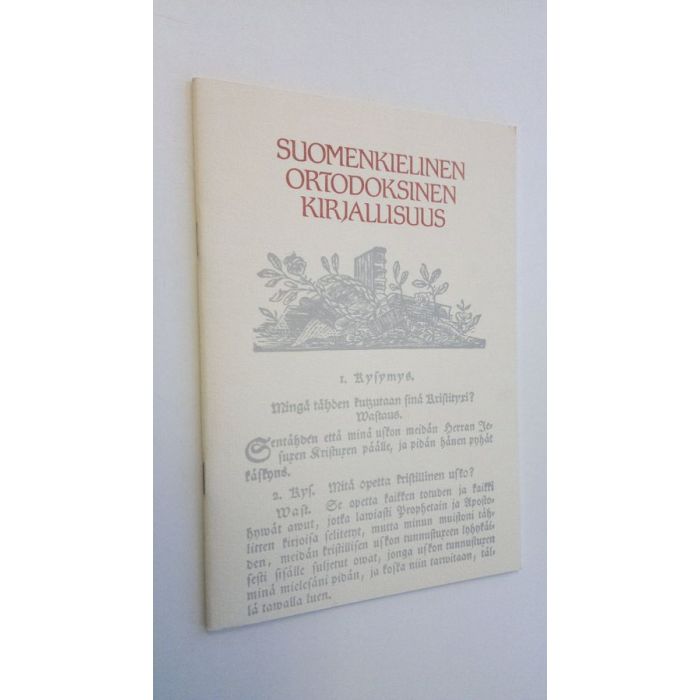 SUOMENKIELINEN
ORTODOKSINEN
KIRJALLISUUS
1. Kysymys.
Mingä tähden kutzutaan sinä Kristityxi?
Wastaus.
Sentähden että minä uskon meidän Herran Je-
suxen Kristuxen päälle, ja pidän hänen pyhät
käskyns.
2. Kys. Mitä opetta kristillinen usko?
Wast. Se opetta kaikken totuden ja kaikki
hywät awut, jotka lawiasti Prophetain ja Aposto-
litten kirjoisa selitetyt, mutta minun muistoni täh-
den, meidän kristillisen uskon tunnustuxeen lyhykäi-
sesti sisälle suljetut owat, jonga uskon tunnustuxen
minä mielesäni pidän, ja koska niin tarwitaan, täl-
lä tawalla luen.